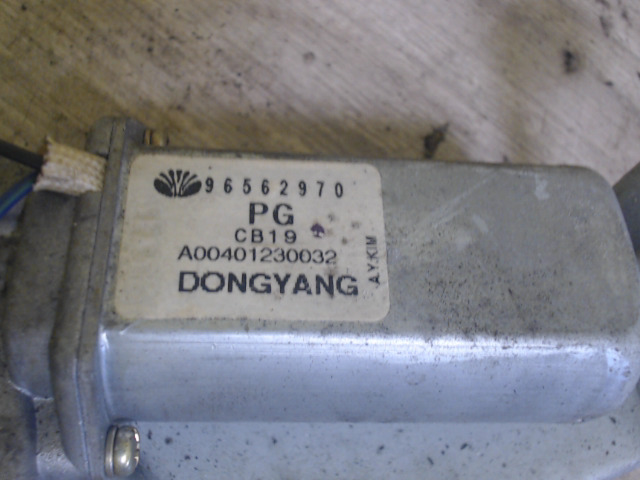 96562970
PG
CB19
A00401230032
DONGYANG
A.Y.KIM